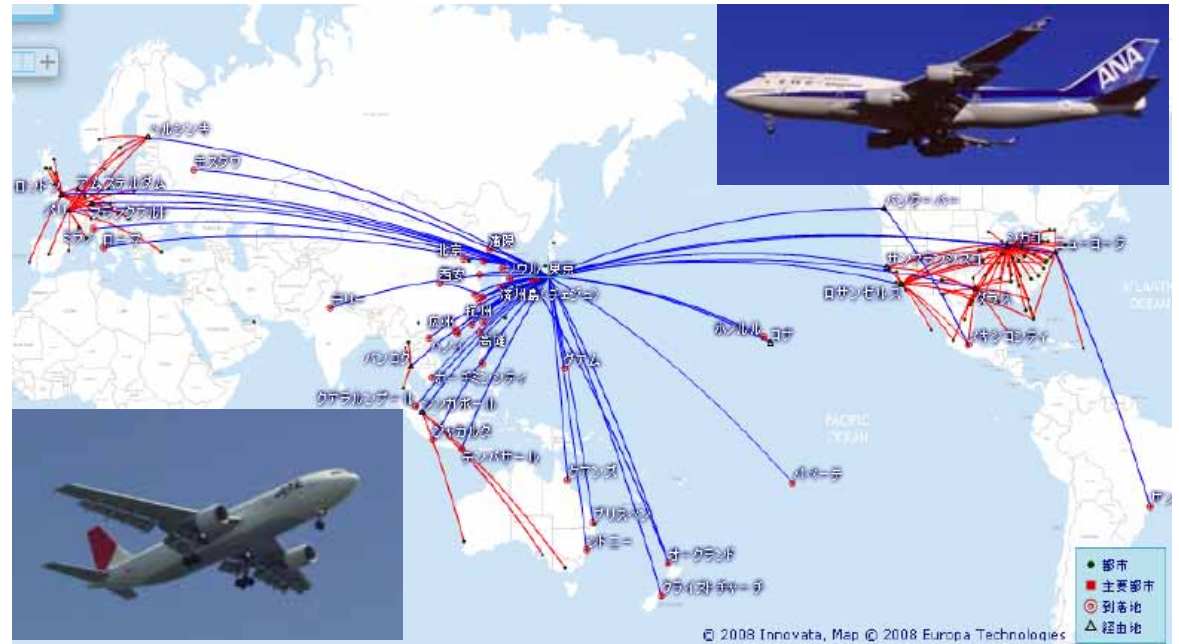 ANA
ヘルシンキ
モスクワ
ロンドン
アムステルダム
パリ
フランクフルト
ミラノ
ローマ
バンクーバー
シカゴ
ニューヨーク
サンフランシスコ
ロサンゼルス
ダラス
メキシコシティ
ATLANTIC
OCEAN
瀋陽
北京
ソウル
東京
西安
済州島(チェジュ)
デリー
杭州
広州
ハノイ
高雄
バンコク
ホーチミンシティ
グアム
ホノルル
コナ
クアラルンプール
シンガポール
ジャカルタ
デンパサール
PACIFIC
OCEAN
ケアンズ
パペーテ
ブリスベン
シドニー
オークランド
クライストチャーチ
サン
都市
主要都市
到着地
経由地
© 2008 Innovata, Map © 2008 Europa Technologies